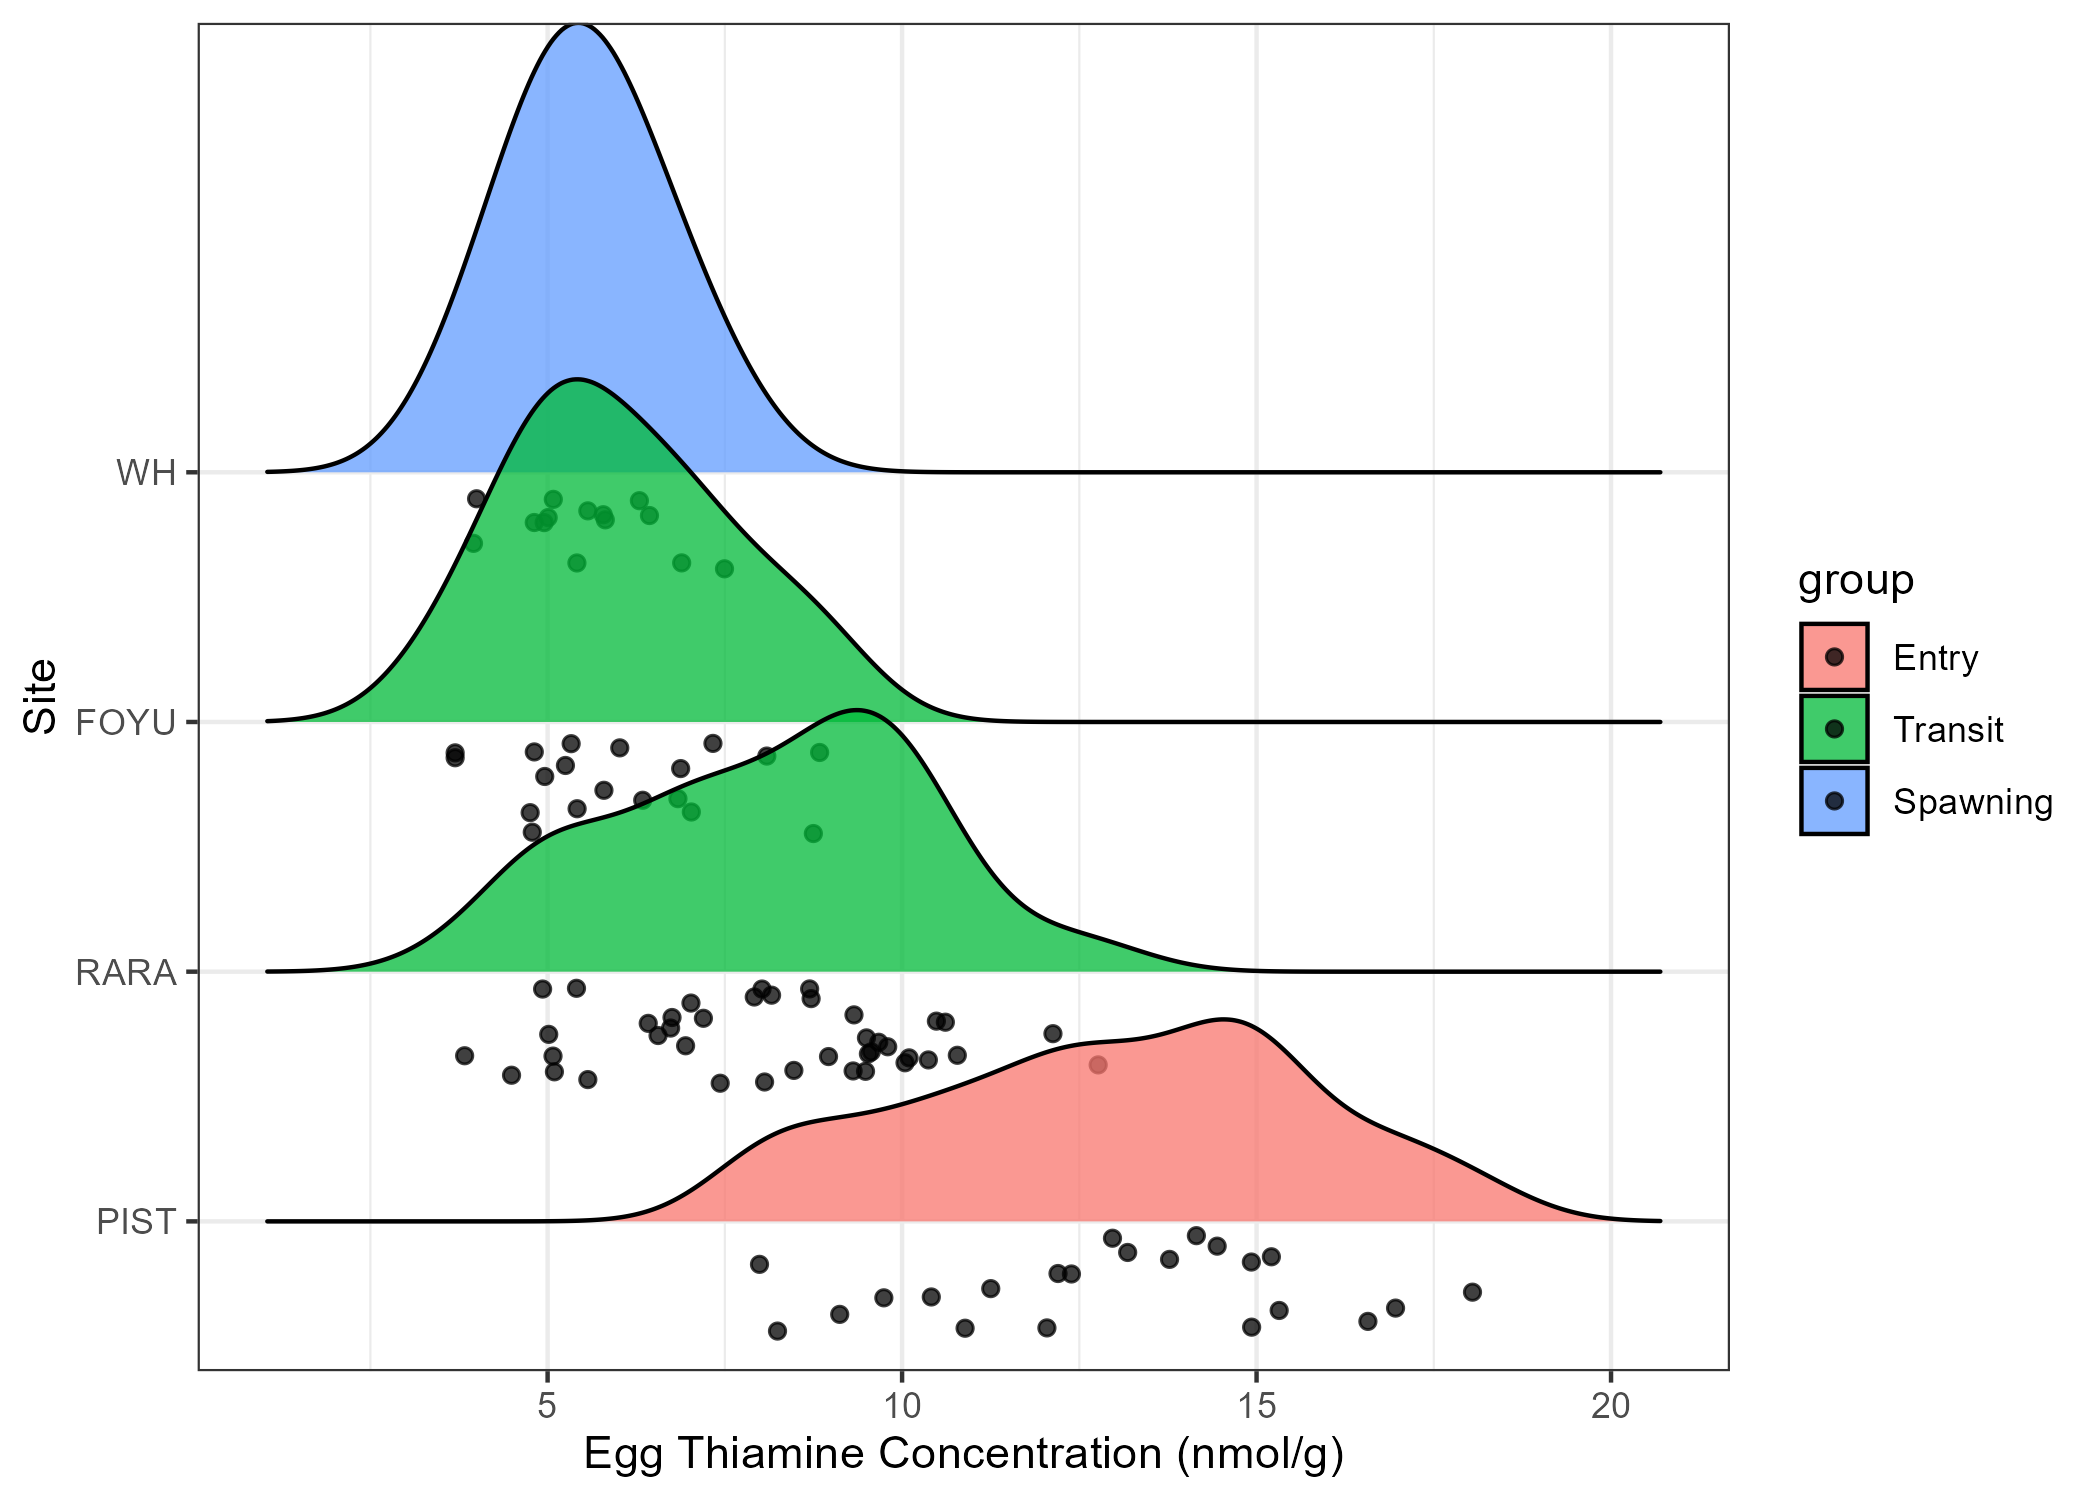 WH
FOYU
RARA
PIST
Site
5 10 15 20
Egg Thiamine Concentration (nmol/g)
group
Entry
Transit
Spawning